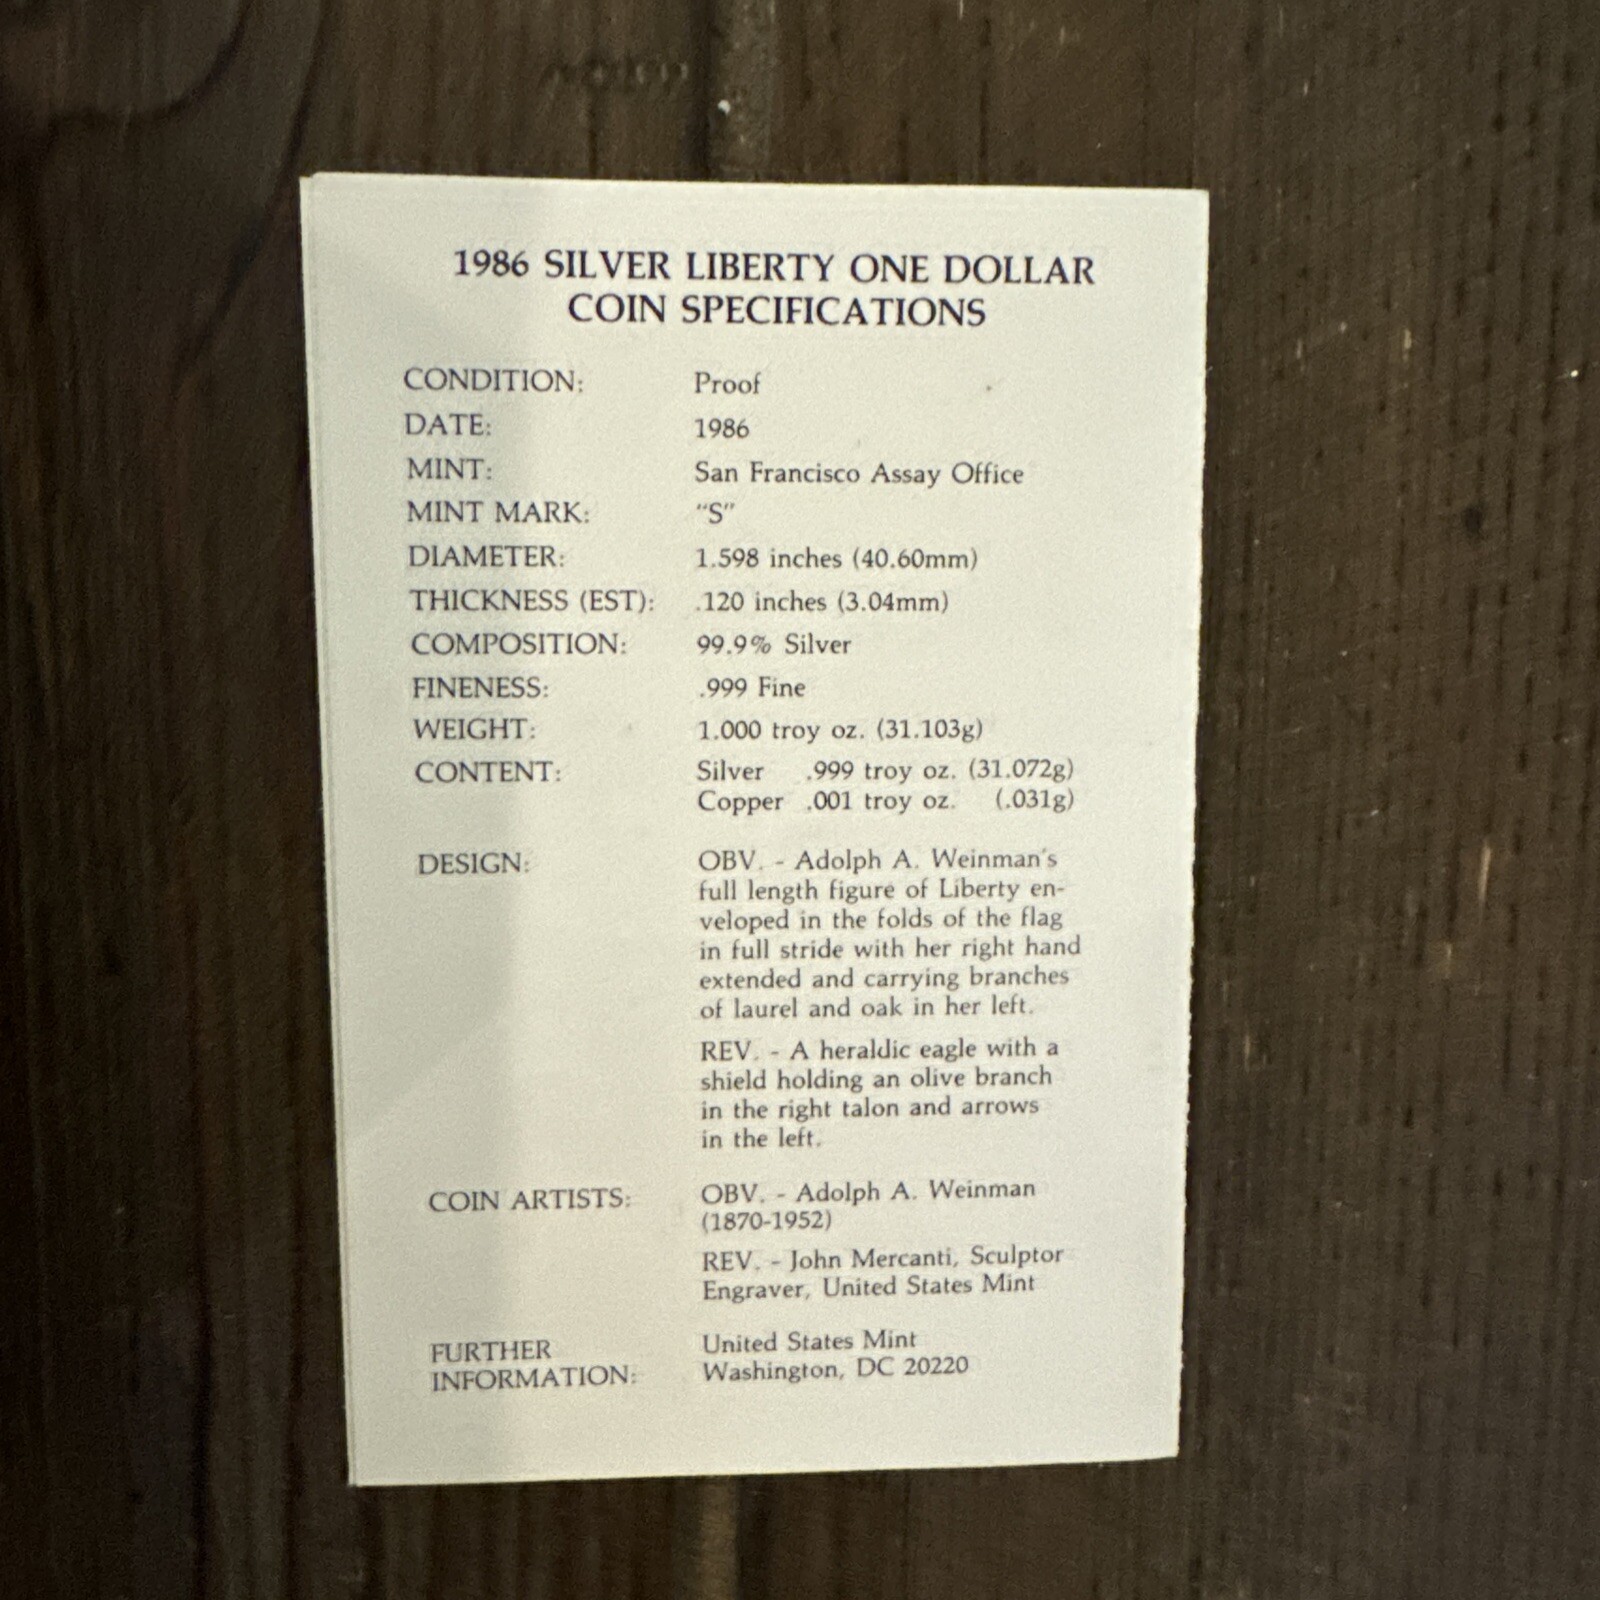 1986 SILVER LIBERTY ONE DOLLAR
COIN SPECIFICATIONS
CONDITION: Proof
DATE: 1986
MINT: San Francisco Assay Office
MINT MARK: "S"
DIAMETER: 1.598 inches (40.60mm)
THICKNESS (EST): .120 inches (3.04mm)
COMPOSITION: 99.9% Silver
FINENESS: .999 Fine
WEIGHT: 1.000 troy oz. (31.103g)
CONTENT: Silver .999 troy oz. (31.072g)
Copper .001 troy oz. (.031g)
DESIGN: OBV. - Adolph A. Weinman's
full length figure of Liberty en-
veloped in the folds of the flag
in full stride with her right hand
extended and carrying branches
of laurel and oak in her left.
REV. - A heraldic eagle with a
shield holding an olive branch
in the right talon and arrows
in the left.
COIN ARTISTS: OBV. - Adolph A. Weinman
(1870-1952)
REV. - John Mercanti, Sculptor
Engraver, United States Mint
FURTHER United States Mint
INFORMATION: Washington, DC 20220